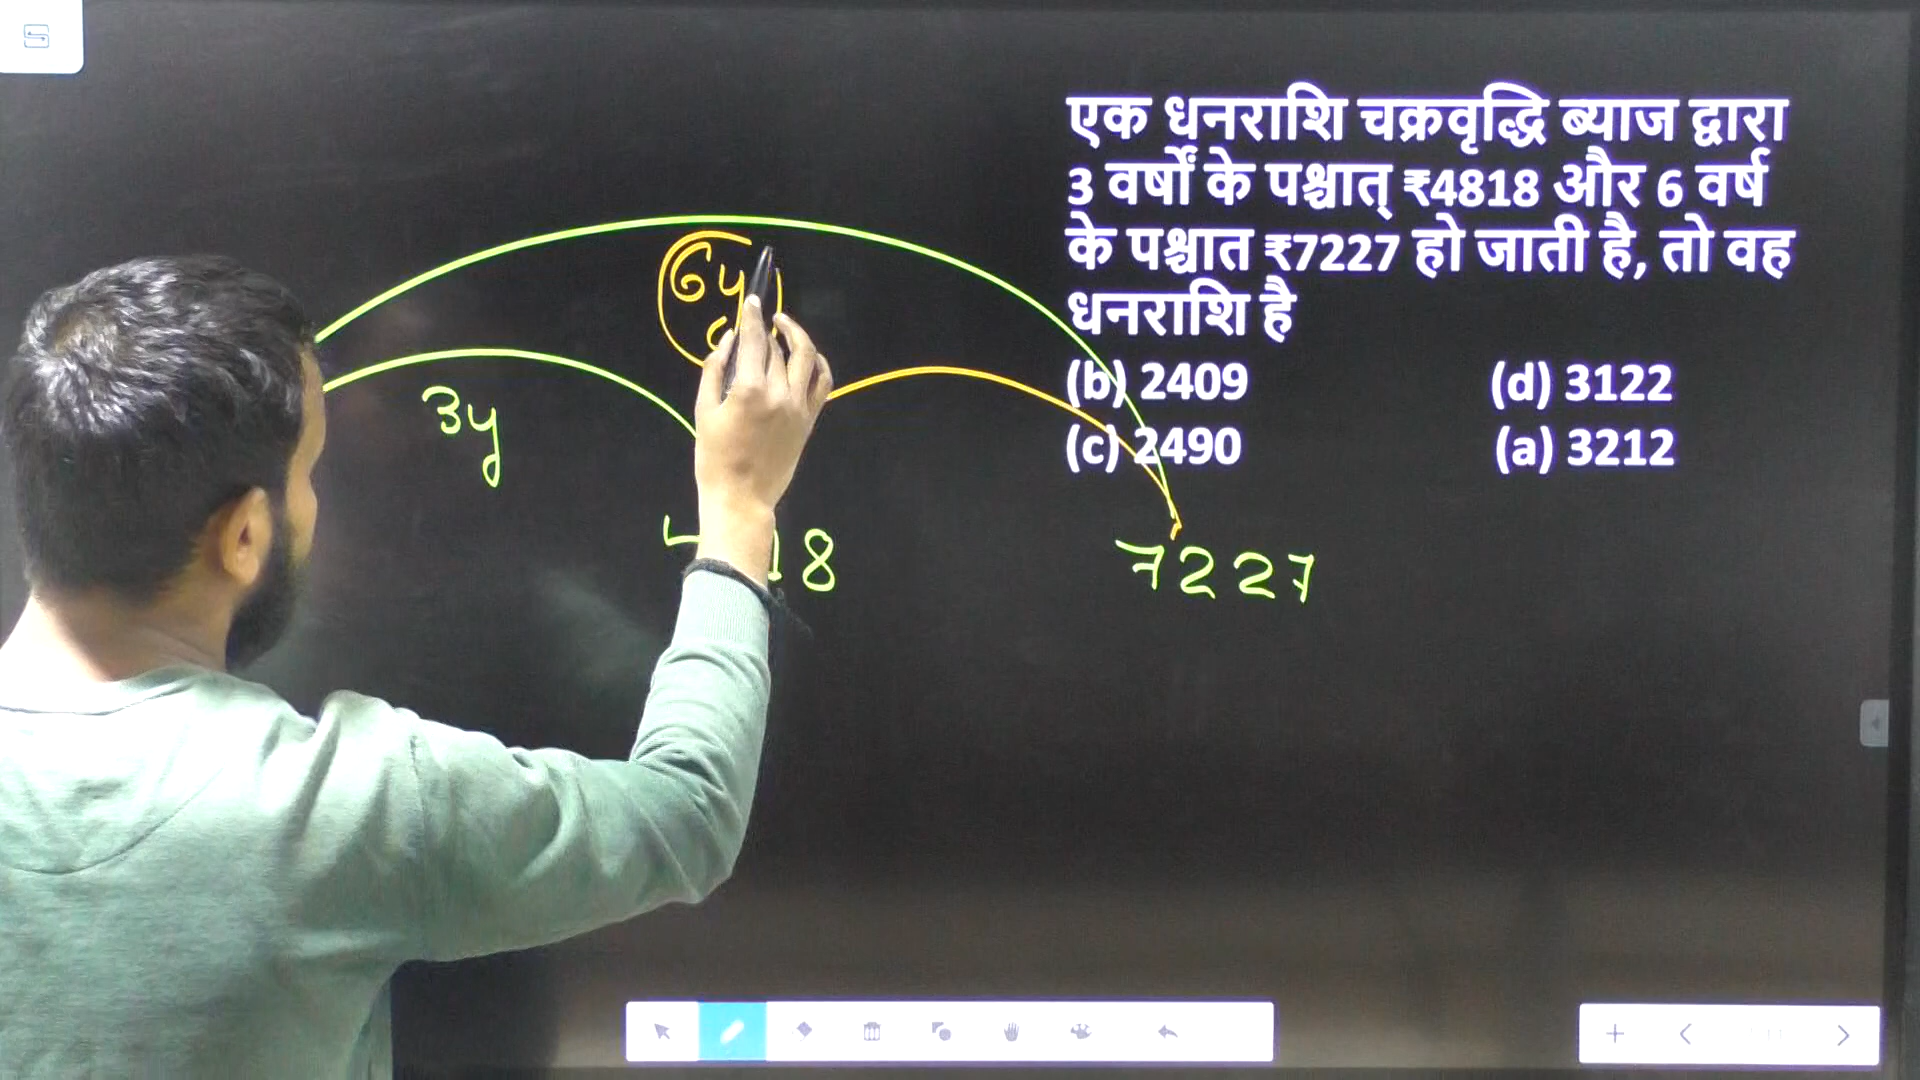 एक धनराशि चक्रवृद्धि ब्याज द्वारा
3 वर्षों के पश्चात् ₹4818 और 6 वर्ष
के पश्चात ₹7227 हो जाती है, तो वह
धनराशि है
(b) 2409 (d) 3122
(c) 2490 (a) 3212
6y
3y
18
7227